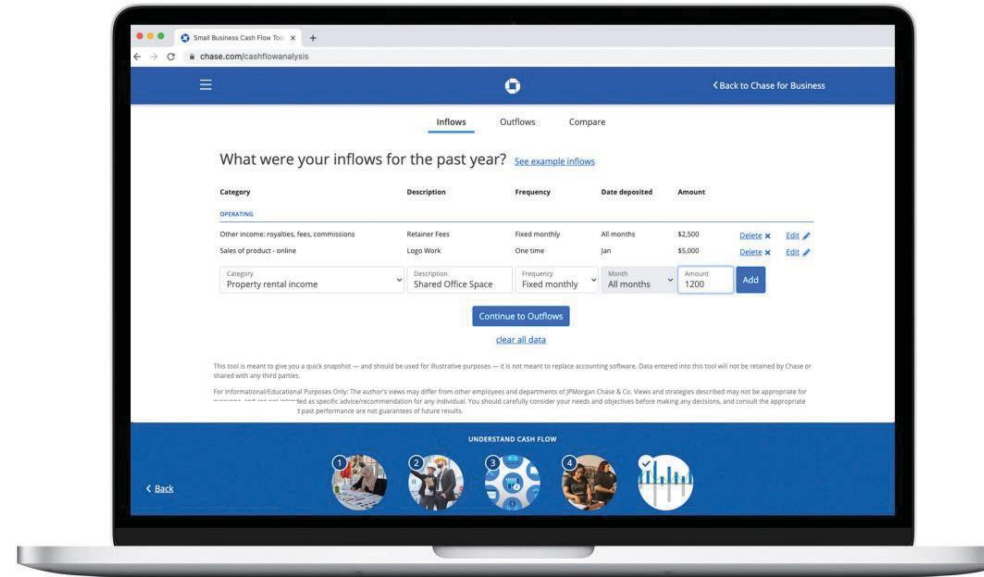 Small Business Cash Flow Too
chase.com/cashflowanalysis
Back to Chase for Business
Inflows Outflows Compare
What were your inflows for the past year? See example inflows
Category Description Frequency Date deposited Amount
OPERATING
Other income: royalties, fees, commissions Retainer Fees Fixed monthly All months $2,500 Delete Edit
Sales of product - online Logo Work One time Jan $5,000 Delete Edit
Category Description Frequency Month Amount
Property rental income Shared Office Space Fixed monthly All months 1200 Add
Continue to Outflows
clear all data
This tool is meant to give you a quick snapshot — and should be used for illustrative purposes — it is not meant to replace accounting software. Data entered into this tool will not be retained by Chase or
shared with any third parties.
For Informational/Educational Purposes Only: The author's views may differ from other employees and departments of JPMorgan Chase & Co. Views and strategies described may not be appropriate for
ded as specific advice/recommendation for any individual. You should carefully consider your needs and objectives before making any decisions, and consult the appropriate
past performance are not guarantees of future results.
UNDERSTAND CASH FLOW
1 2 3 4
Back